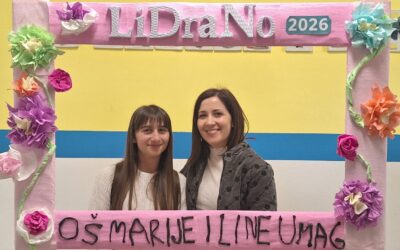 LiDraNo 2026
OŠ MARIJE I LINE UMAG